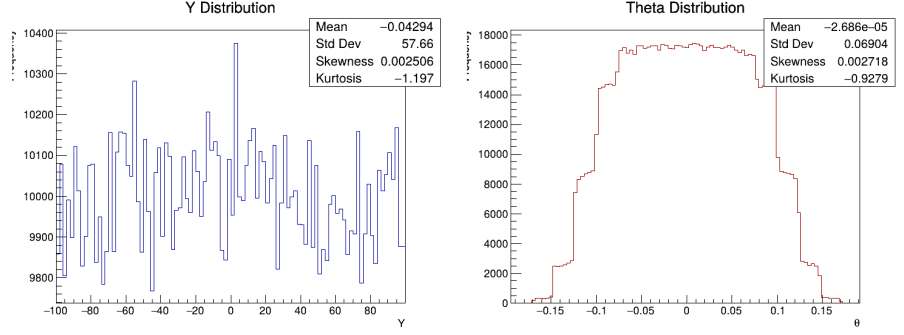 Y Distribution
Mean −0.04294
Std Dev 57.66
Skewness 0.002506
Kurtosis −1.197
10400
10300
10200
10100
10000
9900
9800
−100 −80 −60 −40 −20 0 20 40 60 80
Y
Theta Distribution
Mean −2.686e−05
Std Dev 0.06904
Skewness 0.002718
Kurtosis −0.9279
18000
16000
14000
12000
10000
8000
6000
4000
2000
0
−0.15 −0.1 −0.05 0 0.05 0.1 0.15
θ